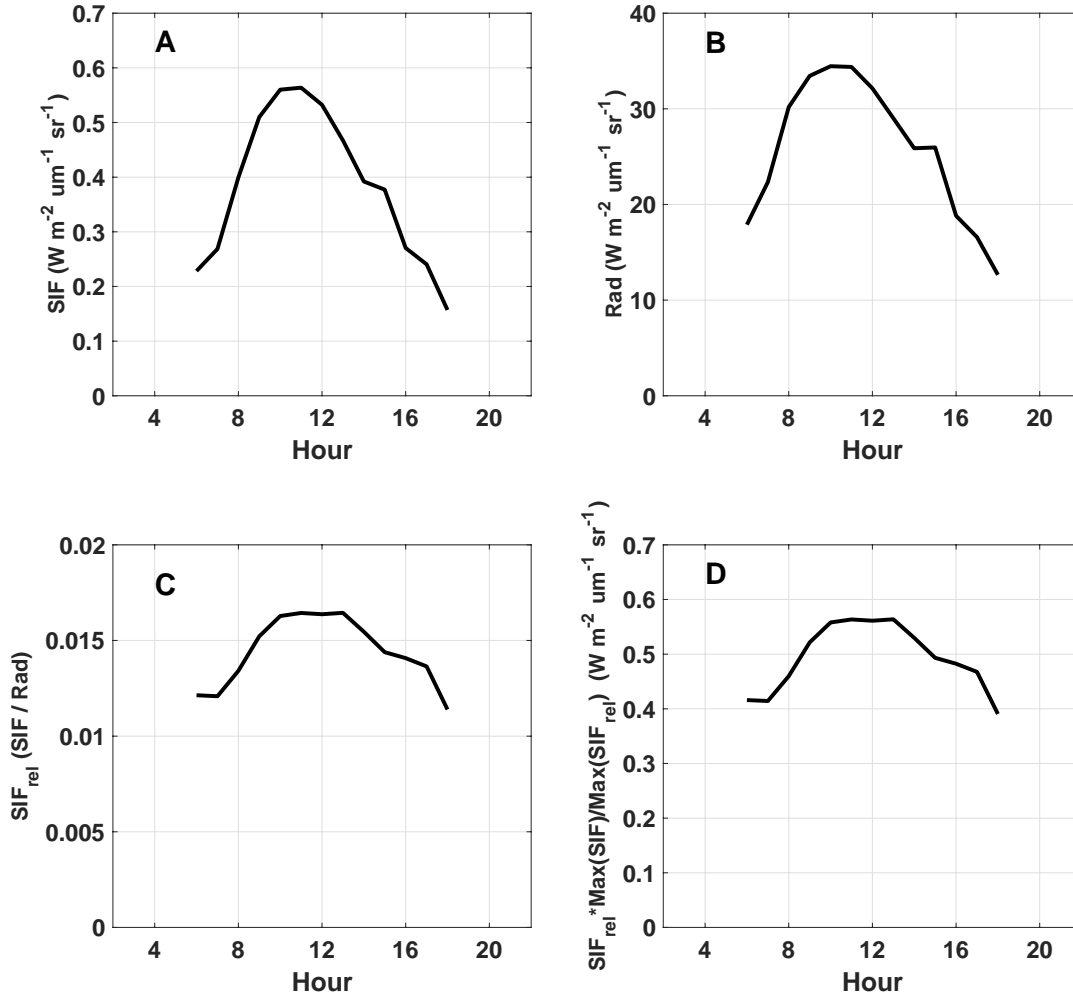 A
SIF (W m⁻² um⁻¹ sr⁻¹)
0.7
0.6
0.5
0.4
0.3
0.2
0.1
0
4 8 12 16 20
Hour
B
Rad (W m⁻² um⁻¹ sr⁻¹)
40
30
20
10
0
4 8 12 16 20
Hour
C
SIF_rel (SIF / Rad)
0.02
0.015
0.01
0.005
0
4 8 12 16 20
Hour
D
SIF_rel*Max(SIF)/Max(SIF_rel) (W m⁻² um⁻¹ sr⁻¹)
0.7
0.6
0.5
0.4
0.3
0.2
0.1
0
4 8 12 16 20
Hour